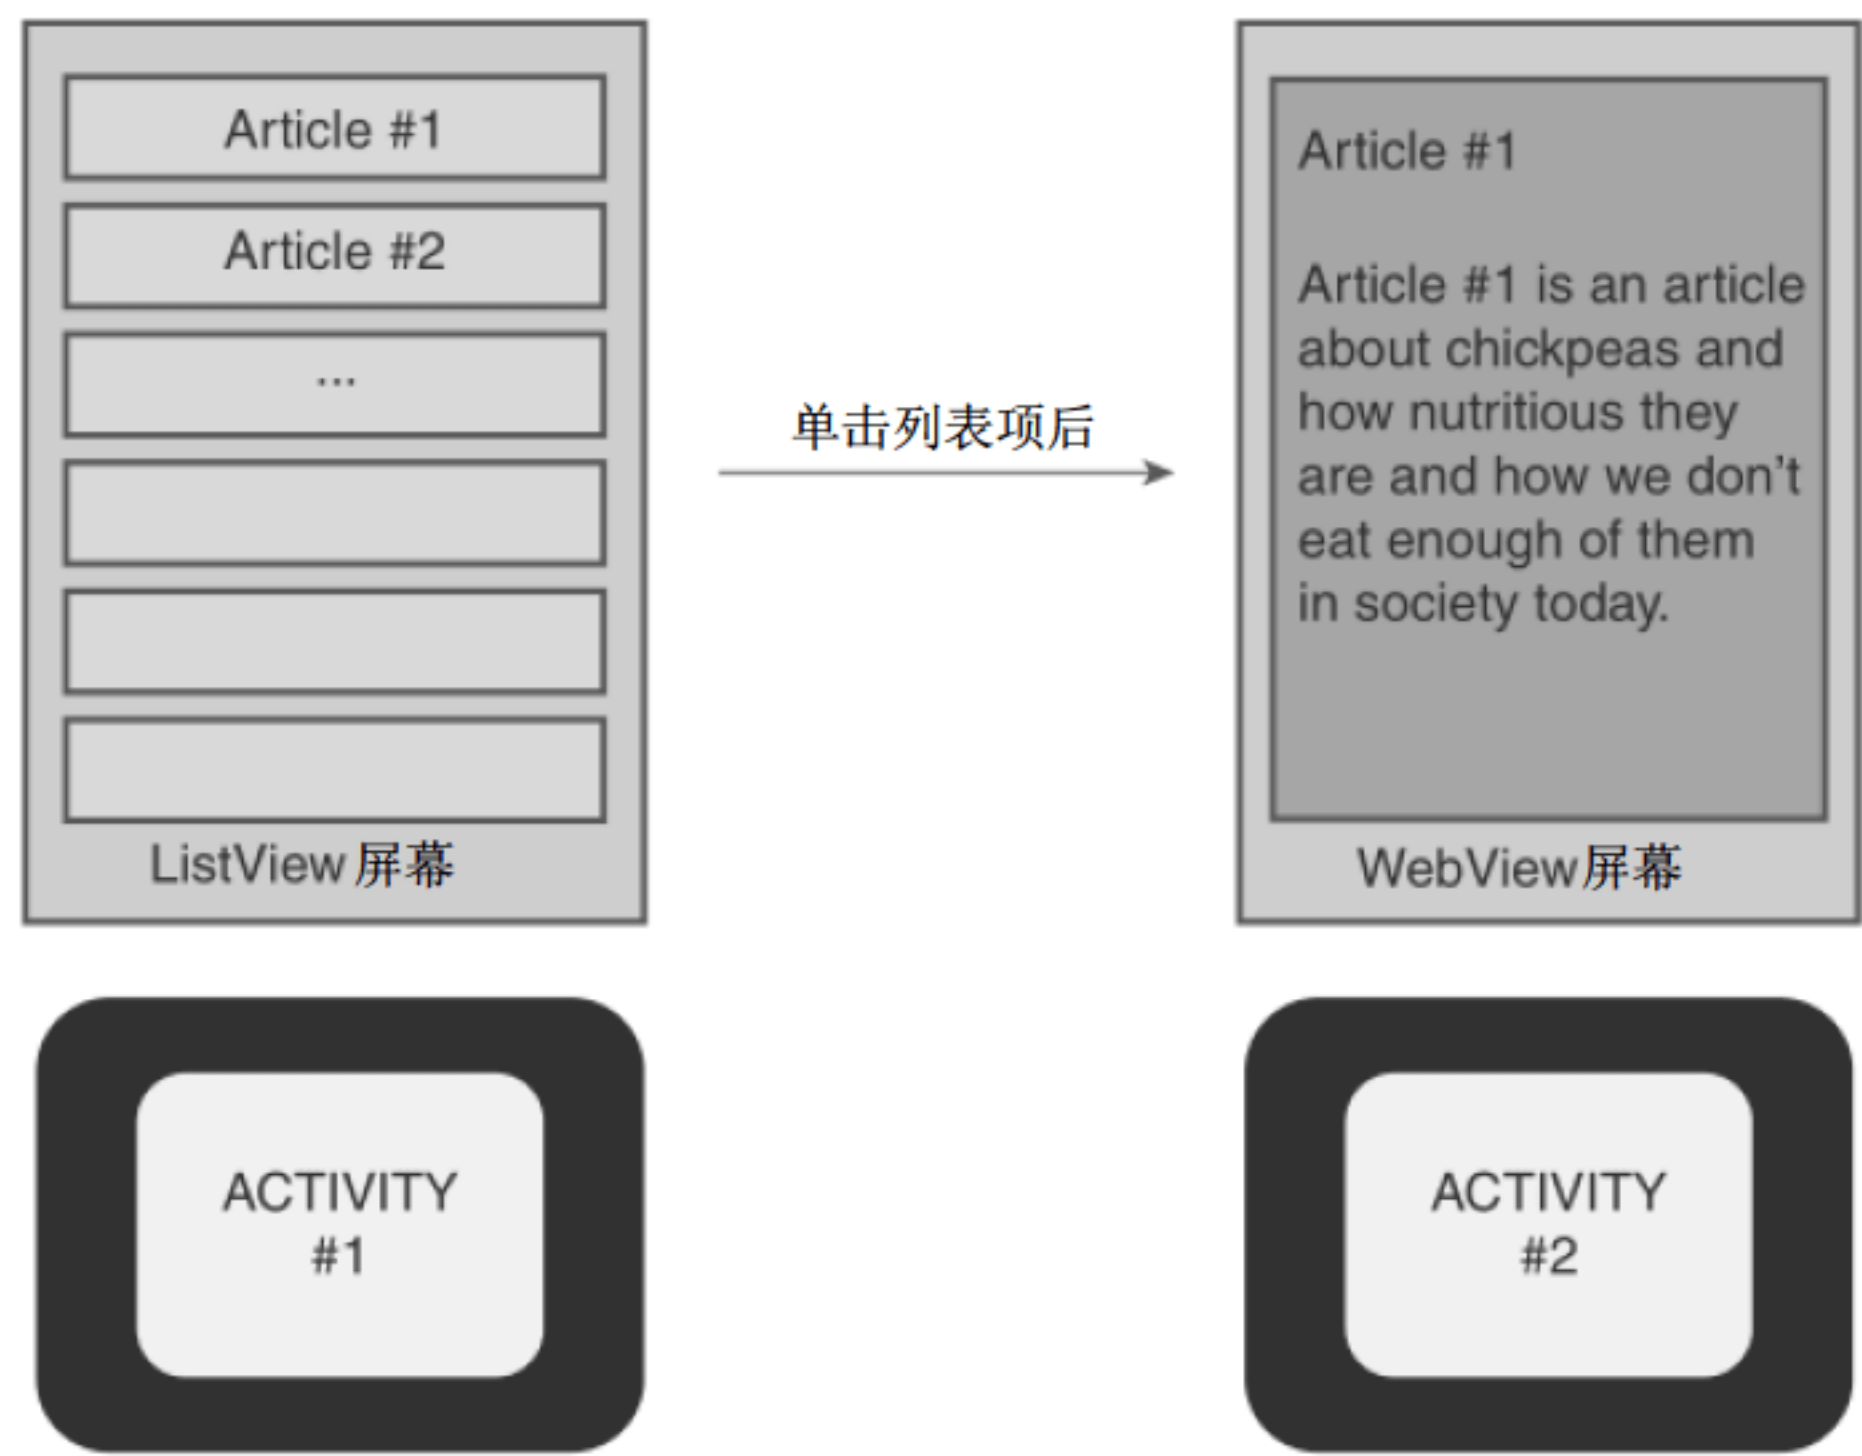 Article #1
Article #2
...
ListView屏幕
单击列表项后
Article #1
Article #1 is an article
about chickpeas and
how nutritious they
are and how we don't
eat enough of them
in society today.
WebView屏幕
ACTIVITY
#1
ACTIVITY
#2